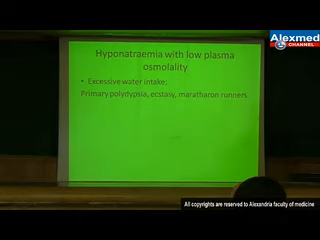 Alexmed
CHANNEL
Hyponatraemia with low plasma
osmolality
• Excessive water intake:
Primary polydypsia, ecstasy, maratharon runners
All copyrights are reserved to Alexandria faculty of medicine